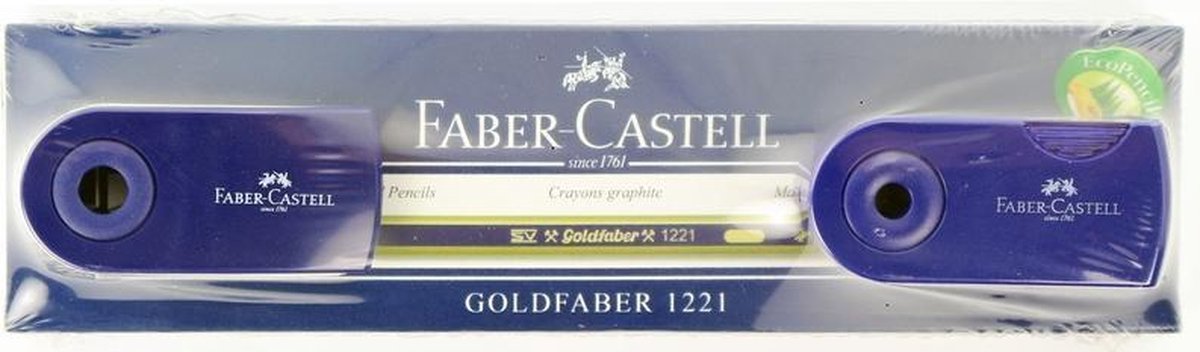 EcoPencil
FABER-CASTELL
since 1761
Pencils
Crayons graphite
SV Goldfaber 1221
FABER-CASTELL
since 1761
FABER-CASTELL
since 1761
GOLDFABER 1221